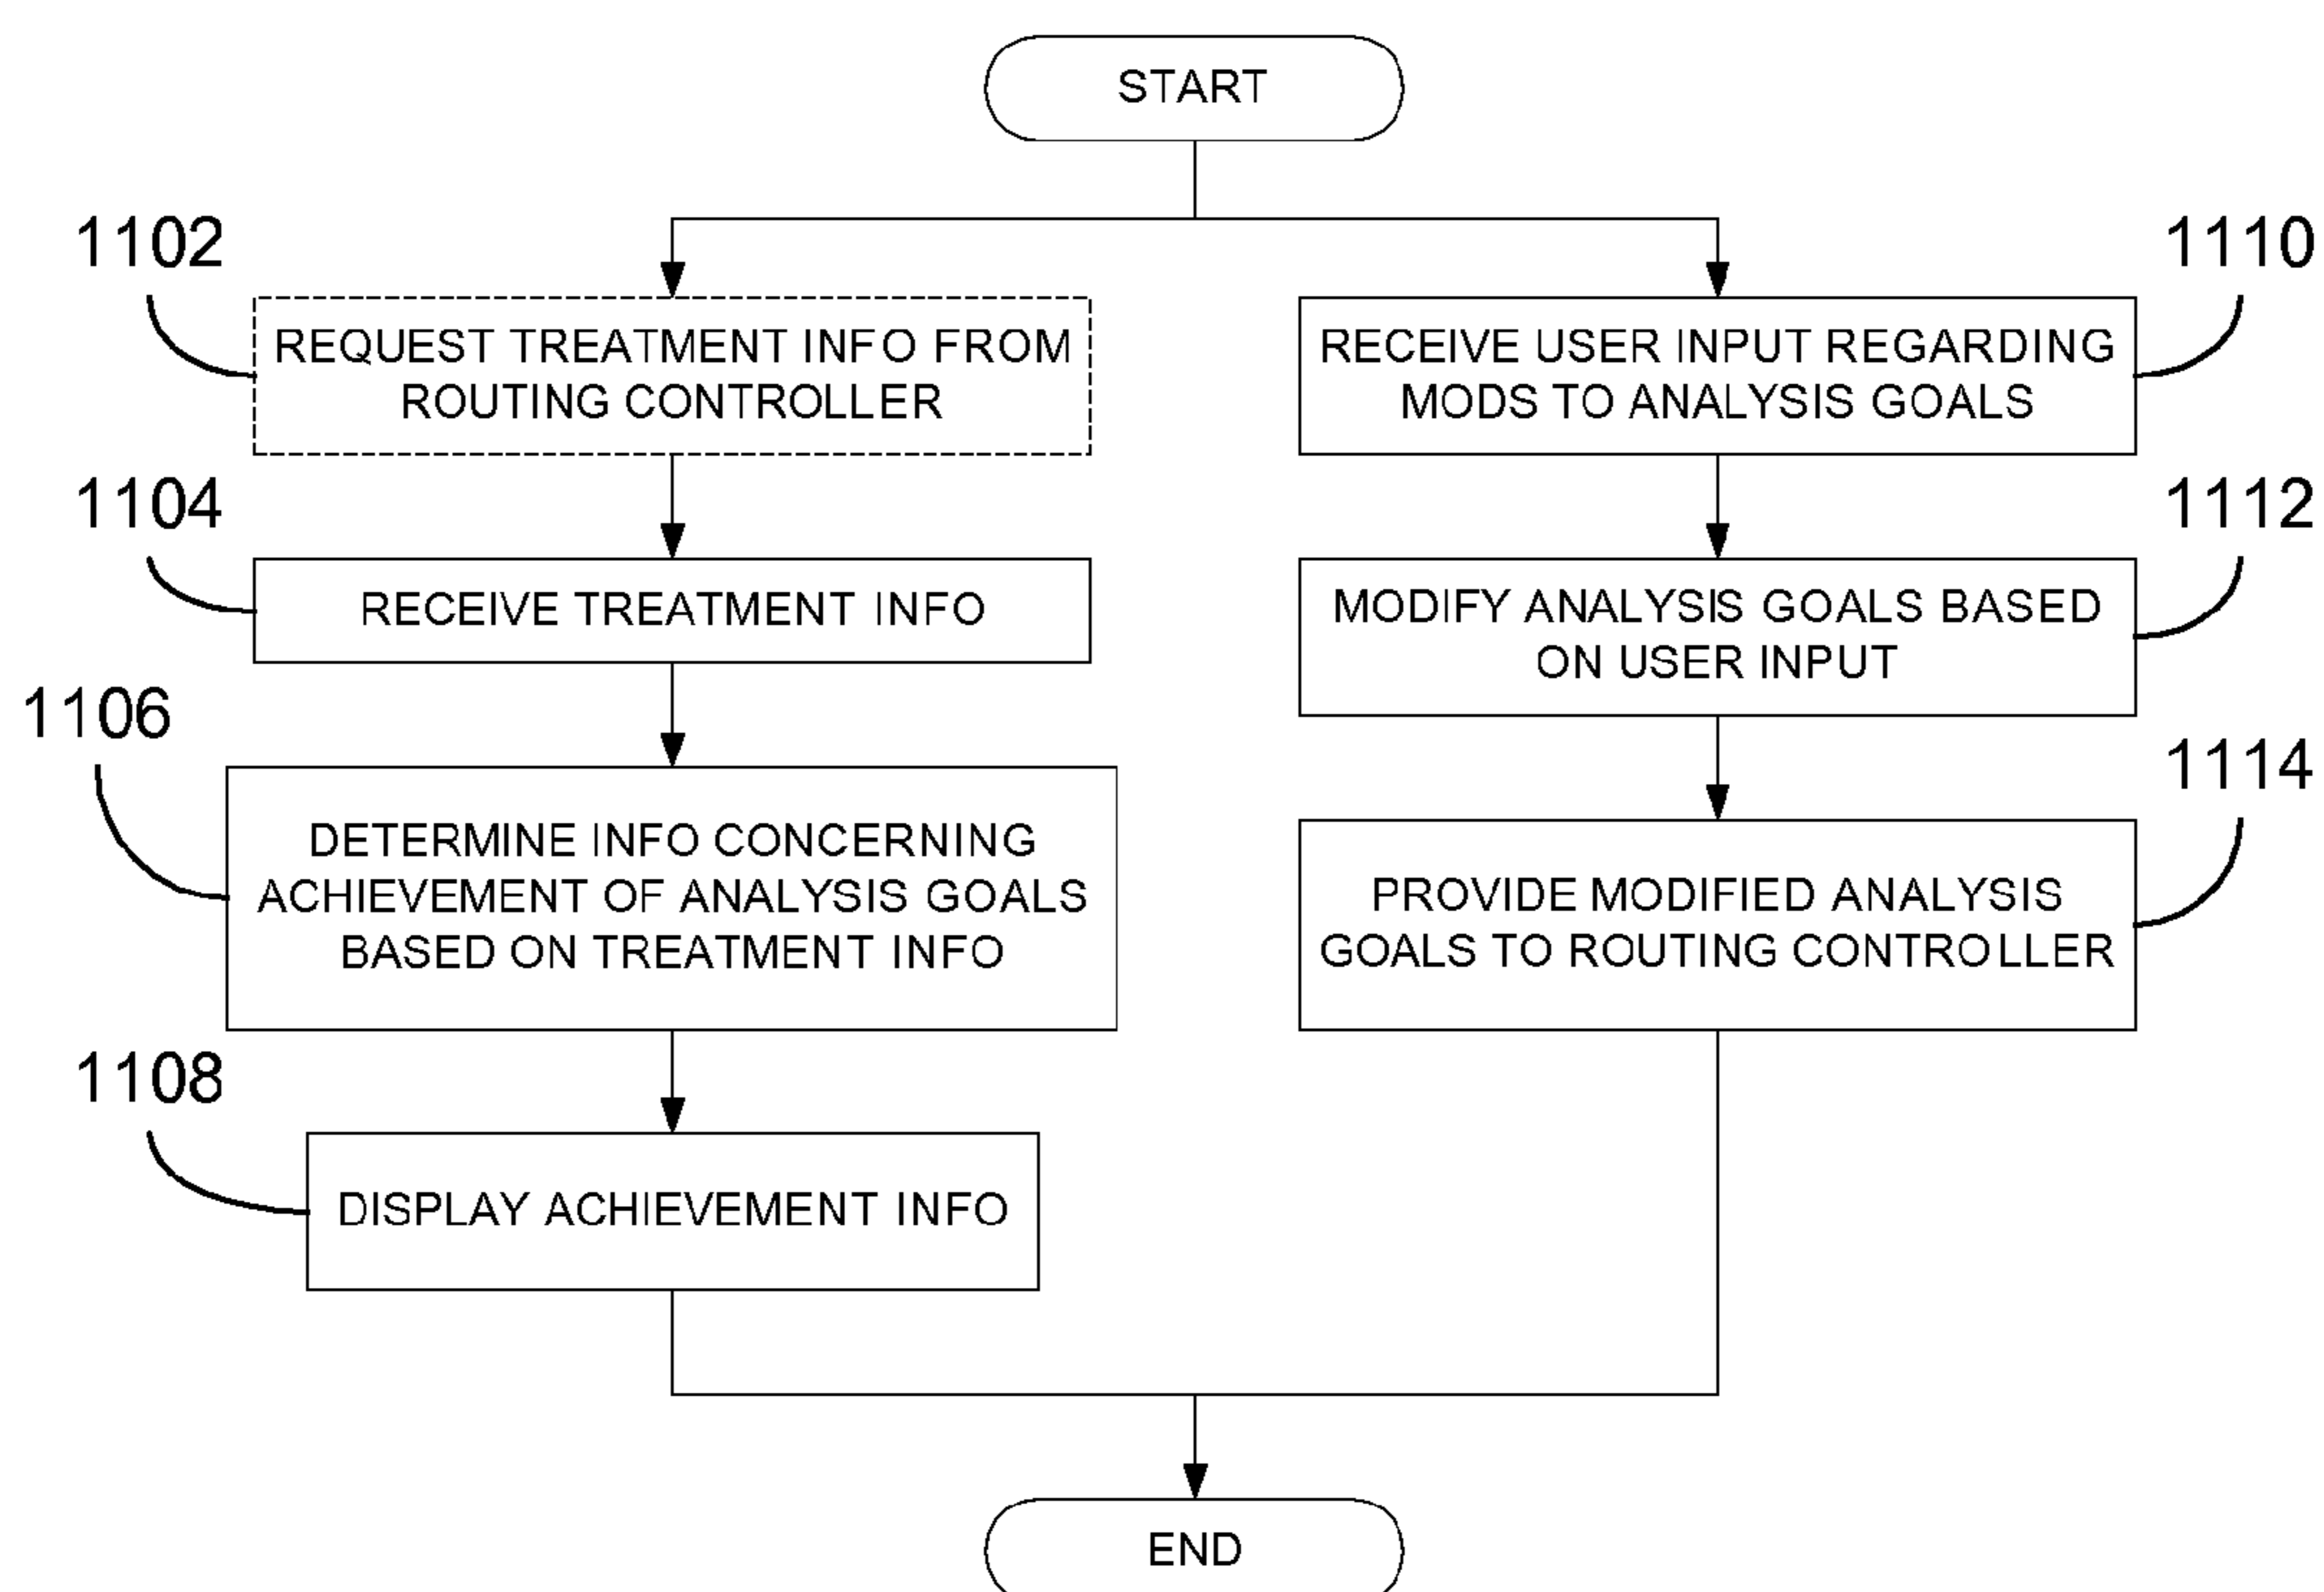 START
1102
REQUEST TREATMENT INFO FROM
ROUTING CONTROLLER
1104
RECEIVE TREATMENT INFO
1106
DETERMINE INFO CONCERNING
ACHIEVEMENT OF ANALYSIS GOALS
BASED ON TREATMENT INFO
1108
DISPLAY ACHIEVEMENT INFO
1110
RECEIVE USER INPUT REGARDING
MODS TO ANALYSIS GOALS
1112
MODIFY ANALYSIS GOALS BASED
ON USER INPUT
1114
PROVIDE MODIFIED ANALYSIS
GOALS TO ROUTING CONTROLLER
END